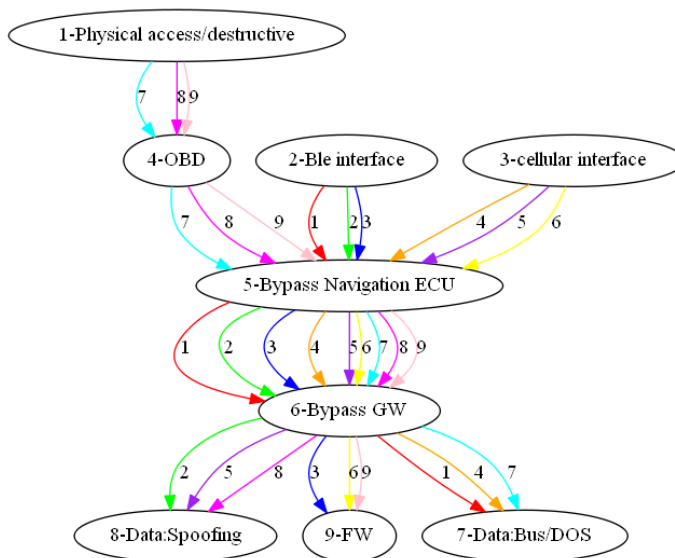 1-Physical access/destructive
7 8 9
4-OBD 2-Ble interface 3-cellular interface
7 8 9 1 2 3 4 5 6
5-Bypass Navigation ECU
1 2 3 4 5 6 7 8 9
6-Bypass GW
2 5 8 3 6 9 1 4 7
8-Data:Spoofing 9-FW 7-Data:Bus/DOS